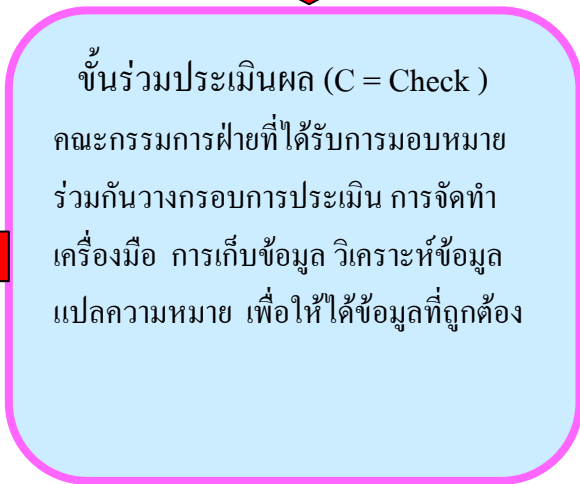 ขั้นร่วมประเมินผล (C = Check )
คณะกรรมการฝ่ายที่ได้รับการมอบหมาย
ร่วมกันวางกรอบการประเมิน การจัดทำ
เครื่องมือ การเก็บข้อมูล วิเคราะห์ข้อมูล
แปลความหมาย เพื่อให้ได้ข้อมูลที่ถูกต้อง